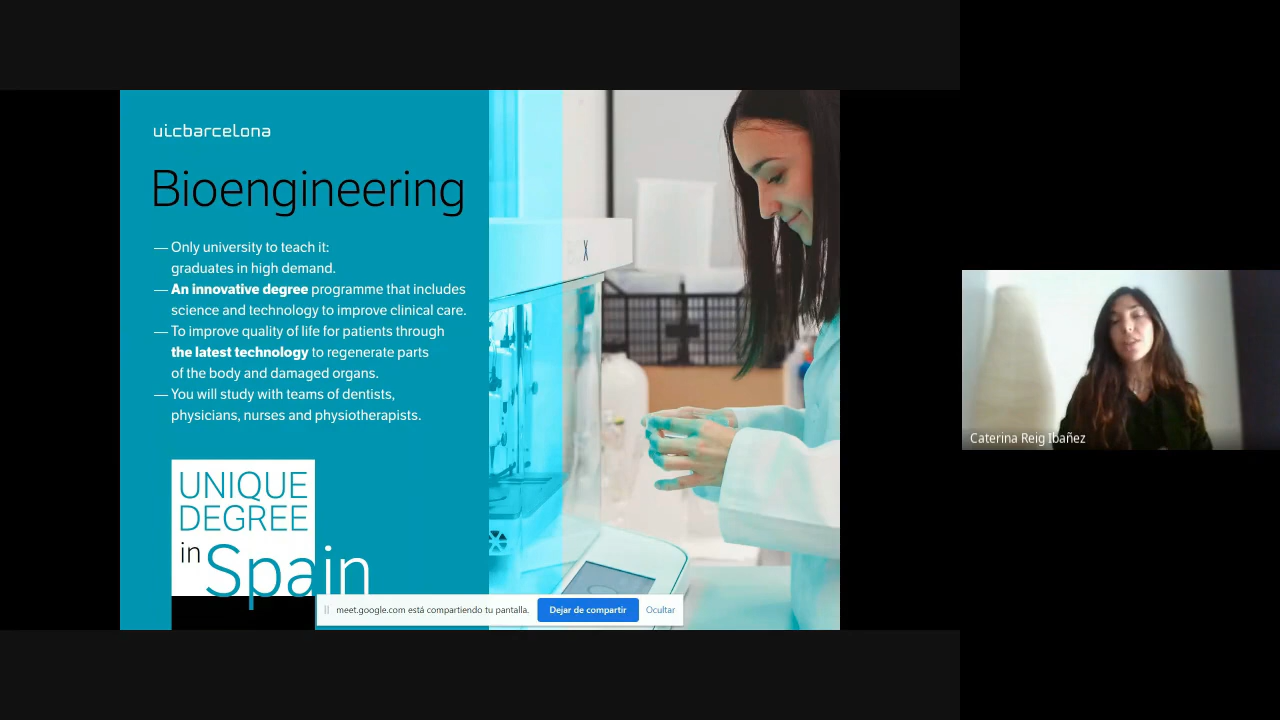 uicbarcelona
Bioengineering
— Only university to teach it:
graduates in high demand.
— An innovative degree programme that includes
science and technology to improve clinical care.
— To improve quality of life for patients through
the latest technology to regenerate parts
of the body and damaged organs.
— You will study with teams of dentists,
physicians, nurses and physiotherapists.
UNIQUE
DEGREE
in Spain
meet.google.com está compartiendo tu pantalla. Dejar de compartir Ocultar
Caterina Reig Ibañez